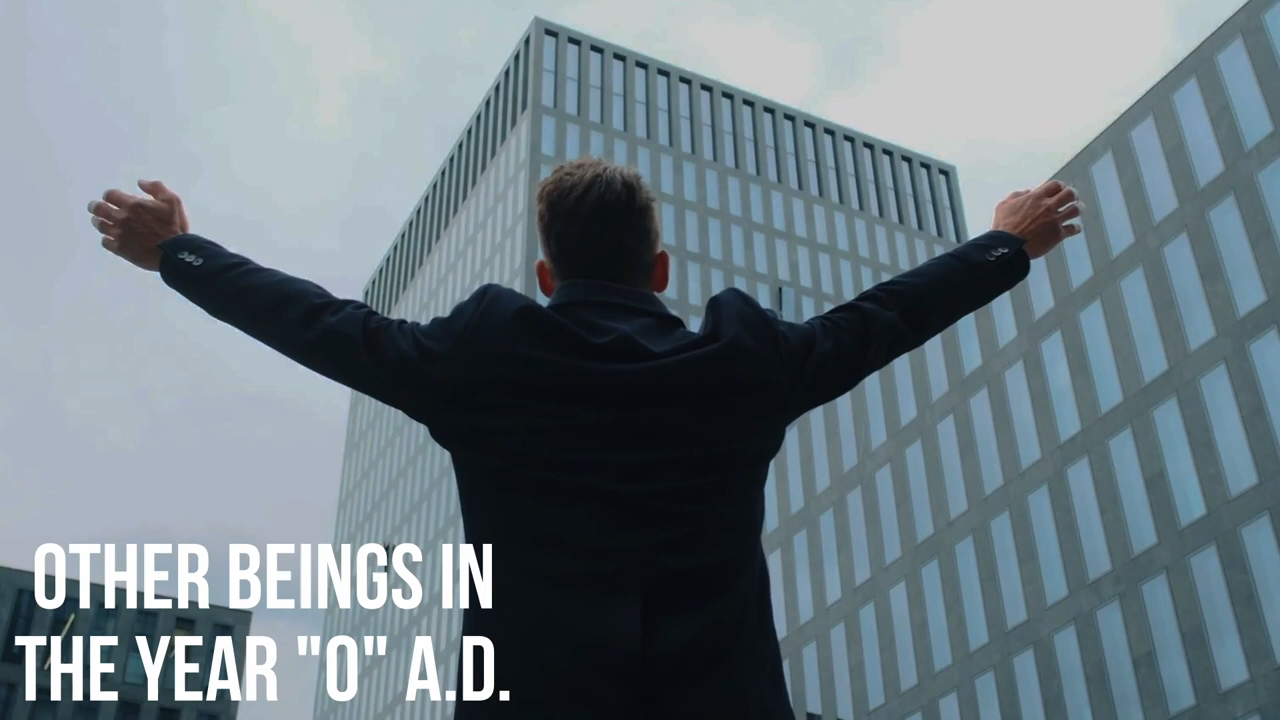 OTHER BEINGS IN
THE YEAR "0" A.D.